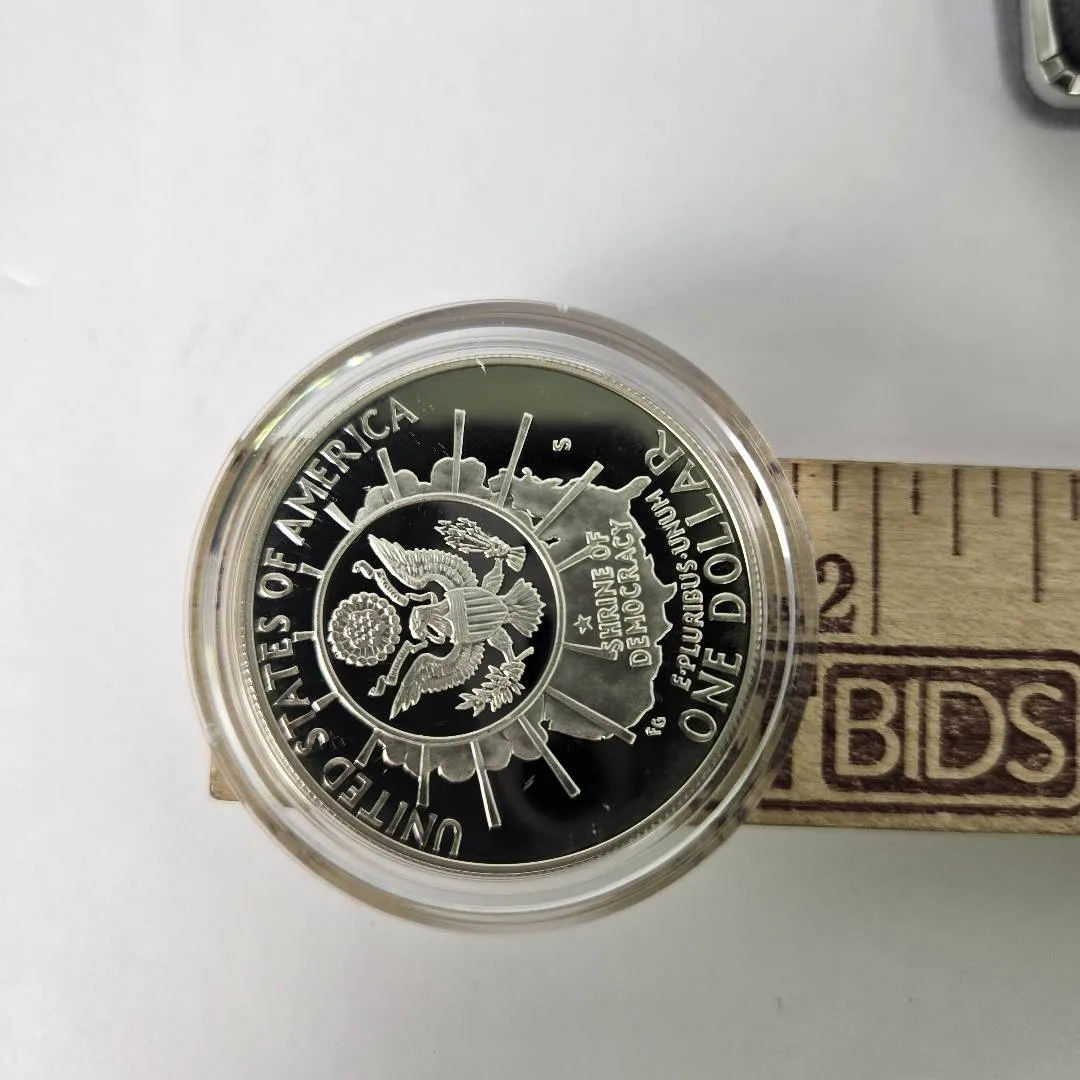 UNITED STATES OF AMERICA
S
SHRINE OF
DEMOCRACY
E·PLURIBUS·UNUM
ONE DOLLAR
FG
2
BIDS